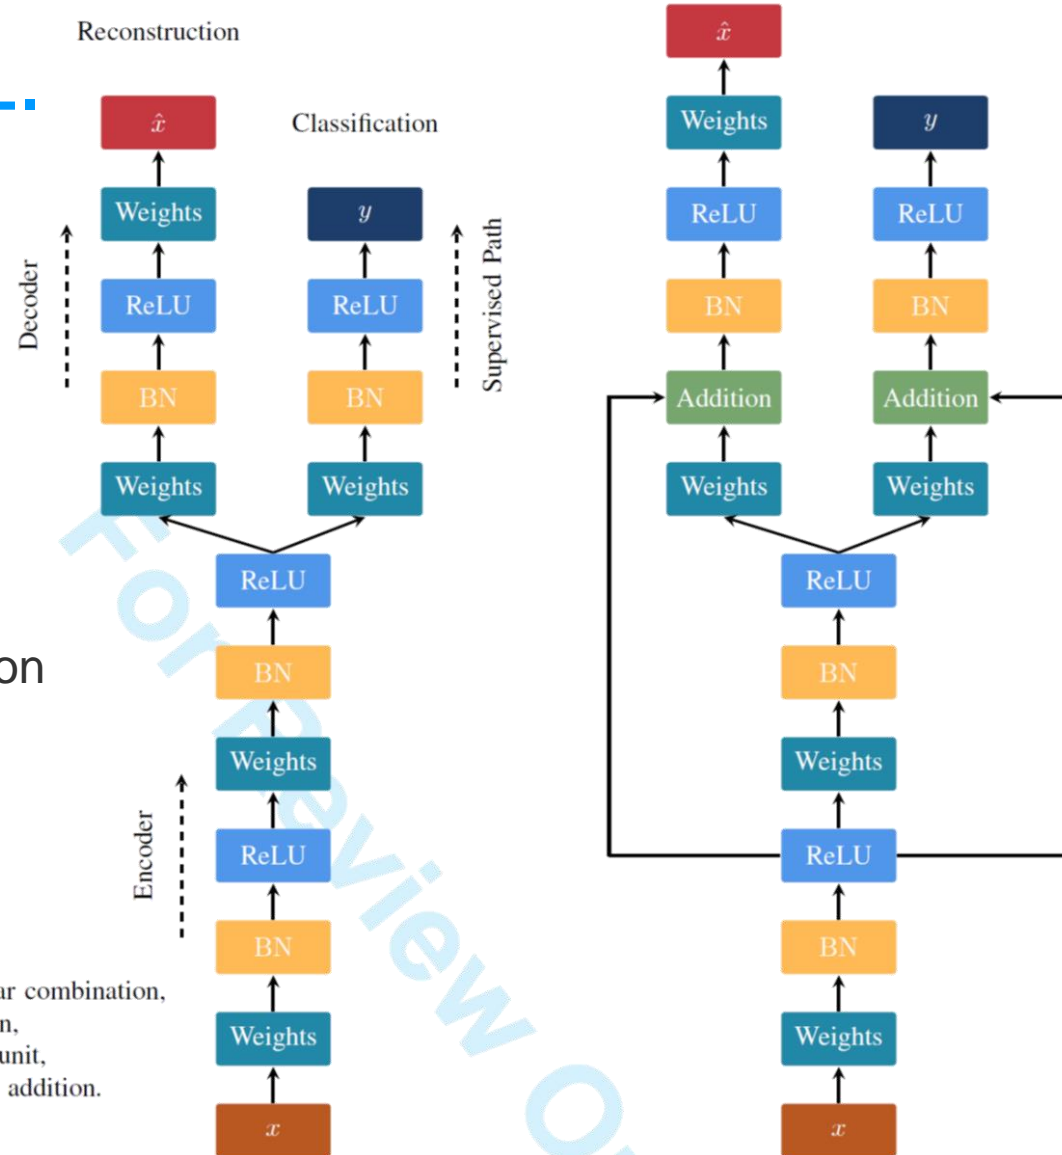 Reconstruction
x̂
Classification
Weights
y
ReLU
ReLU
BN
BN
Weights
Weights
Decoder
Supervised Path
ReLU
BN
Weights
ReLU
BN
Weights
x
Encoder
on
ar combination,
n,
unit,
addition.
x̂
Weights
y
ReLU
ReLU
BN
BN
Addition
Addition
Weights
Weights
ReLU
BN
Weights
ReLU
BN
Weights
x
For Review O